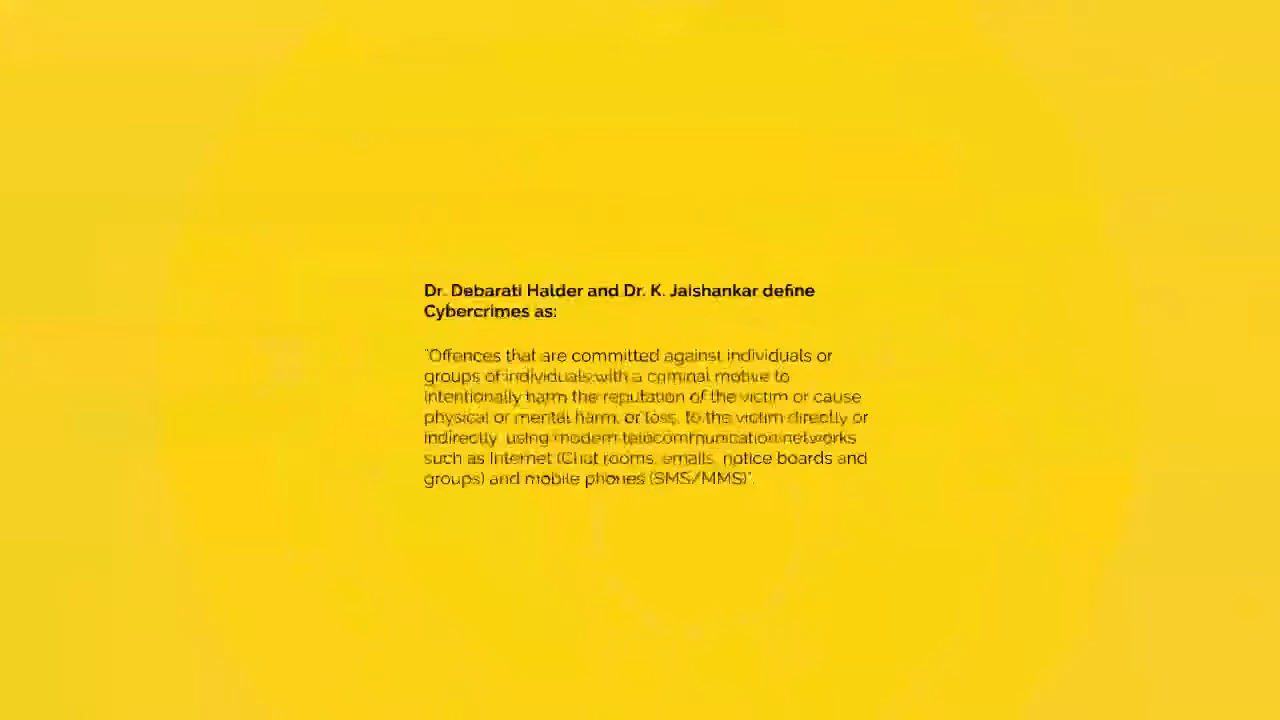 Dr. Debarati Halder and Dr. K. Jaishankar define
Cybercrimes as:
"Offences that are committed against individuals or
groups of individuals with a criminal motive to
intentionally harm the reputation of the victim or cause
physical or mental harm, or loss, to the victim directly or
indirectly, using modern telecommunication networks
such as Internet (Chat rooms, emails, notice boards and
groups) and mobile phones (SMS/MMS)".